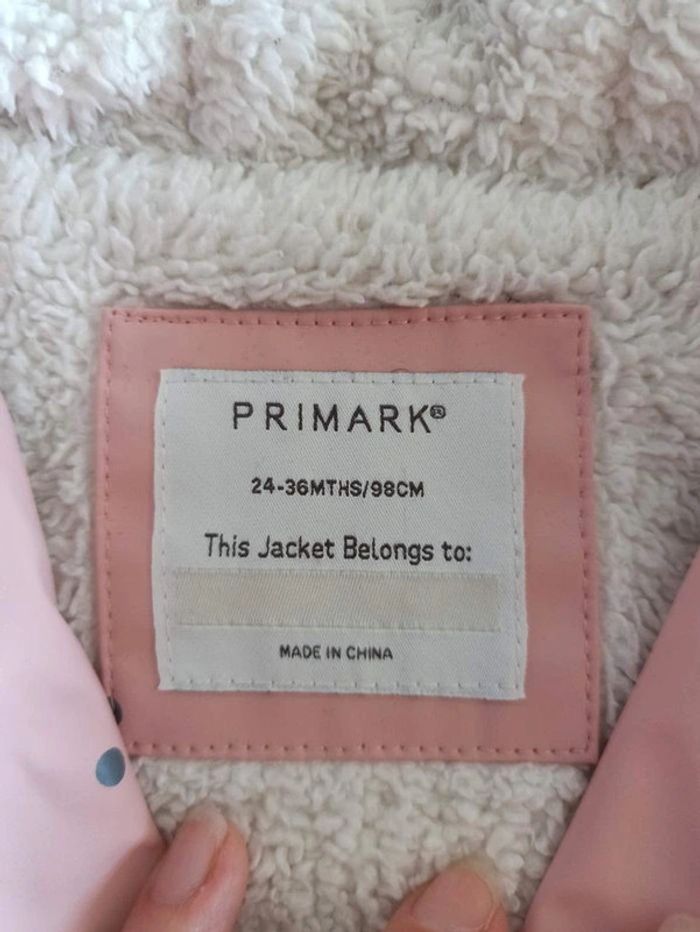 PRIMARK®
24-36MTHS/98CM
This Jacket Belongs to:
MADE IN CHINA